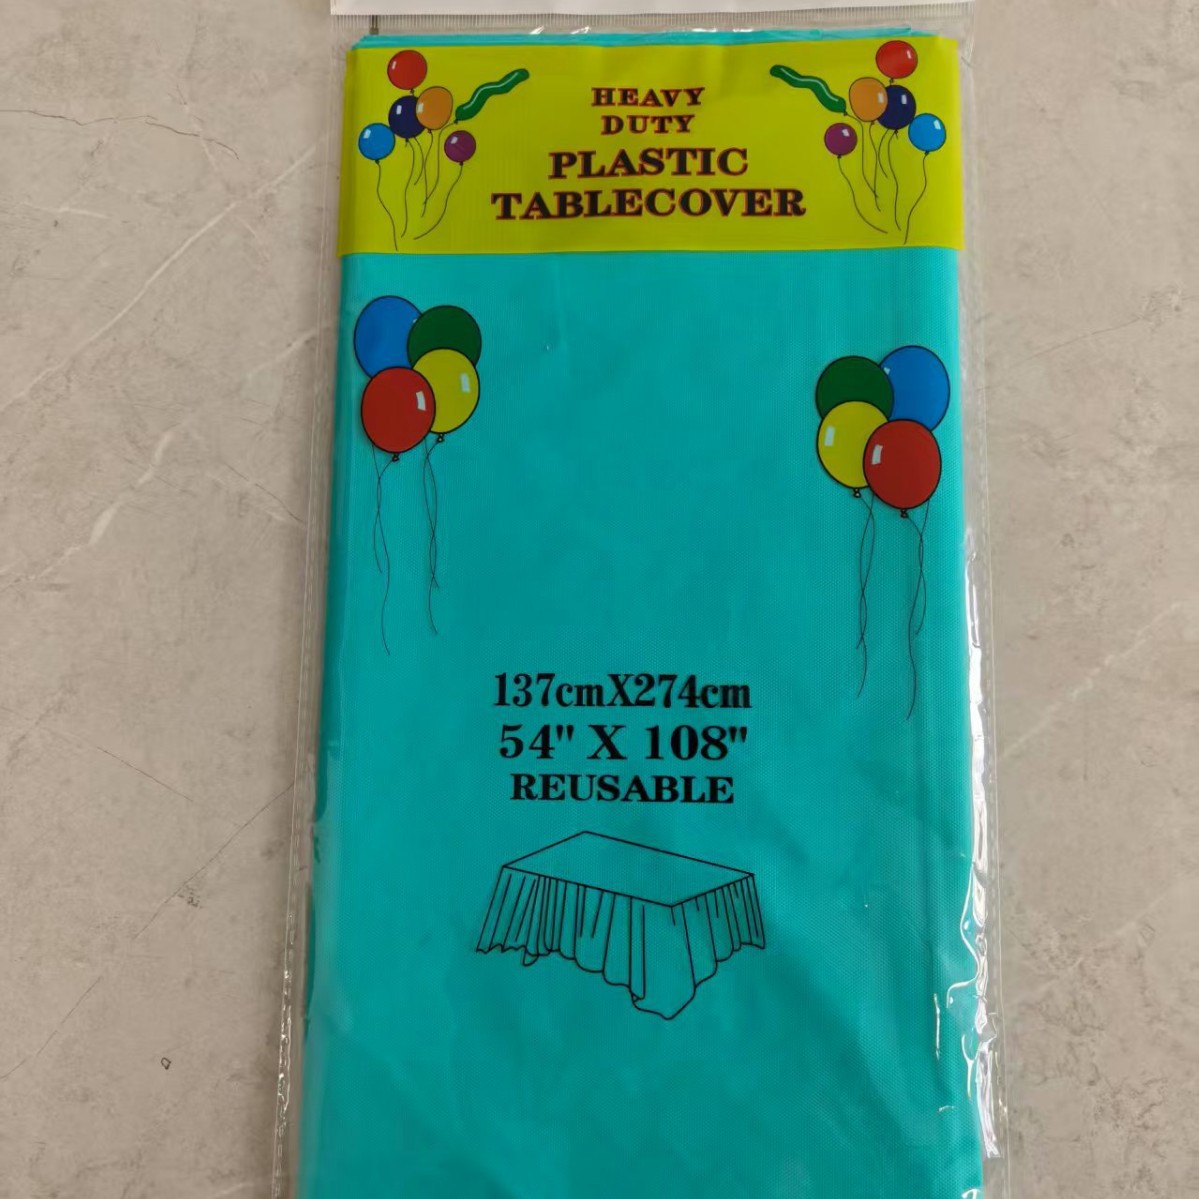 HEAVY
DUTY
PLASTIC
TABLECOVER
137cmX274cm
54" X 108"
REUSABLE